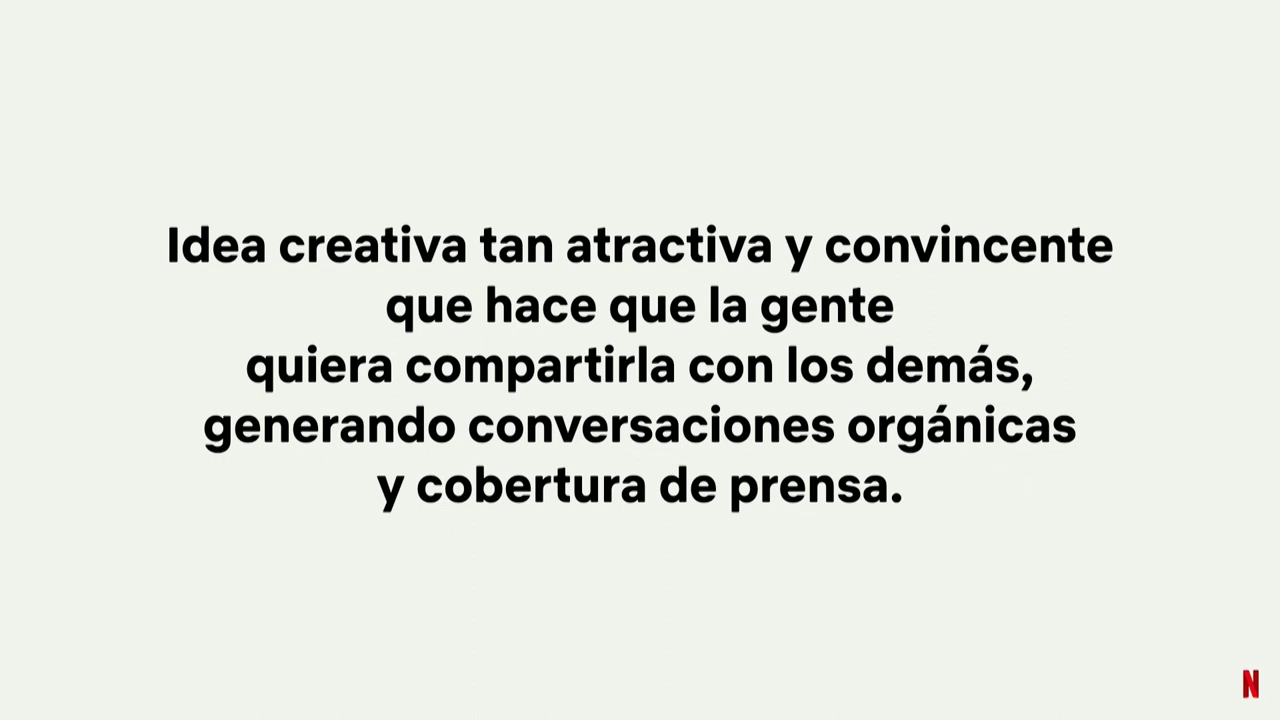 Idea creativa tan atractiva y convincente
que hace que la gente
quiera compartirla con los demás,
generando conversaciones orgánicas
y cobertura de prensa.
N